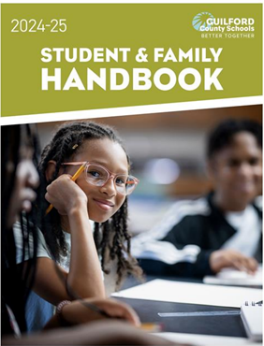 2024-25
GUILFORD
County Schools
BETTER TOGETHER
STUDENT & FAMILY
HANDBOOK